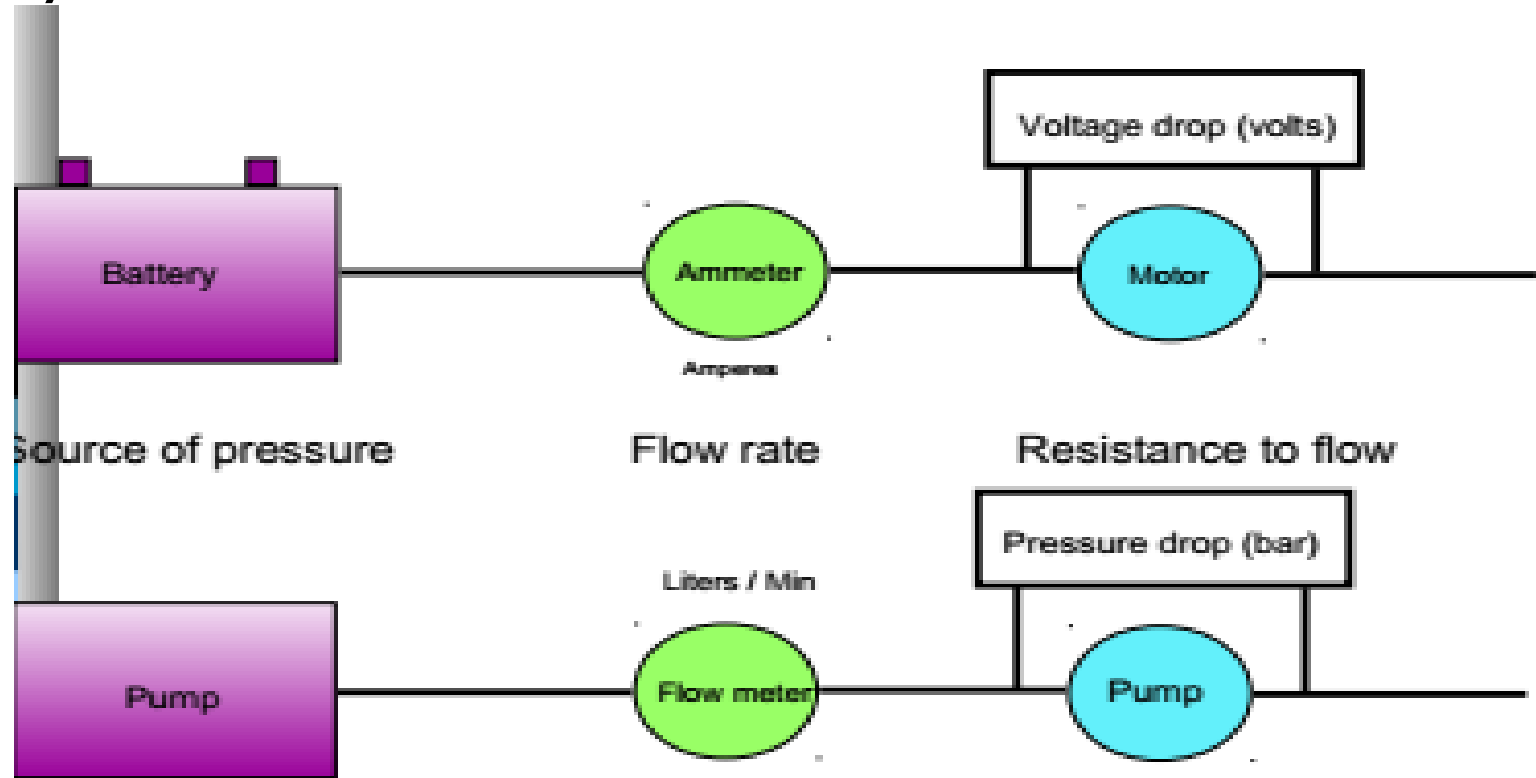 Voltage drop (volts)
Battery
Ammeter
Motor
Amperes
Source of pressure
Flow rate
Resistance to flow
Pressure drop (bar)
Liters / Min
Pump
Flow meter
Pump